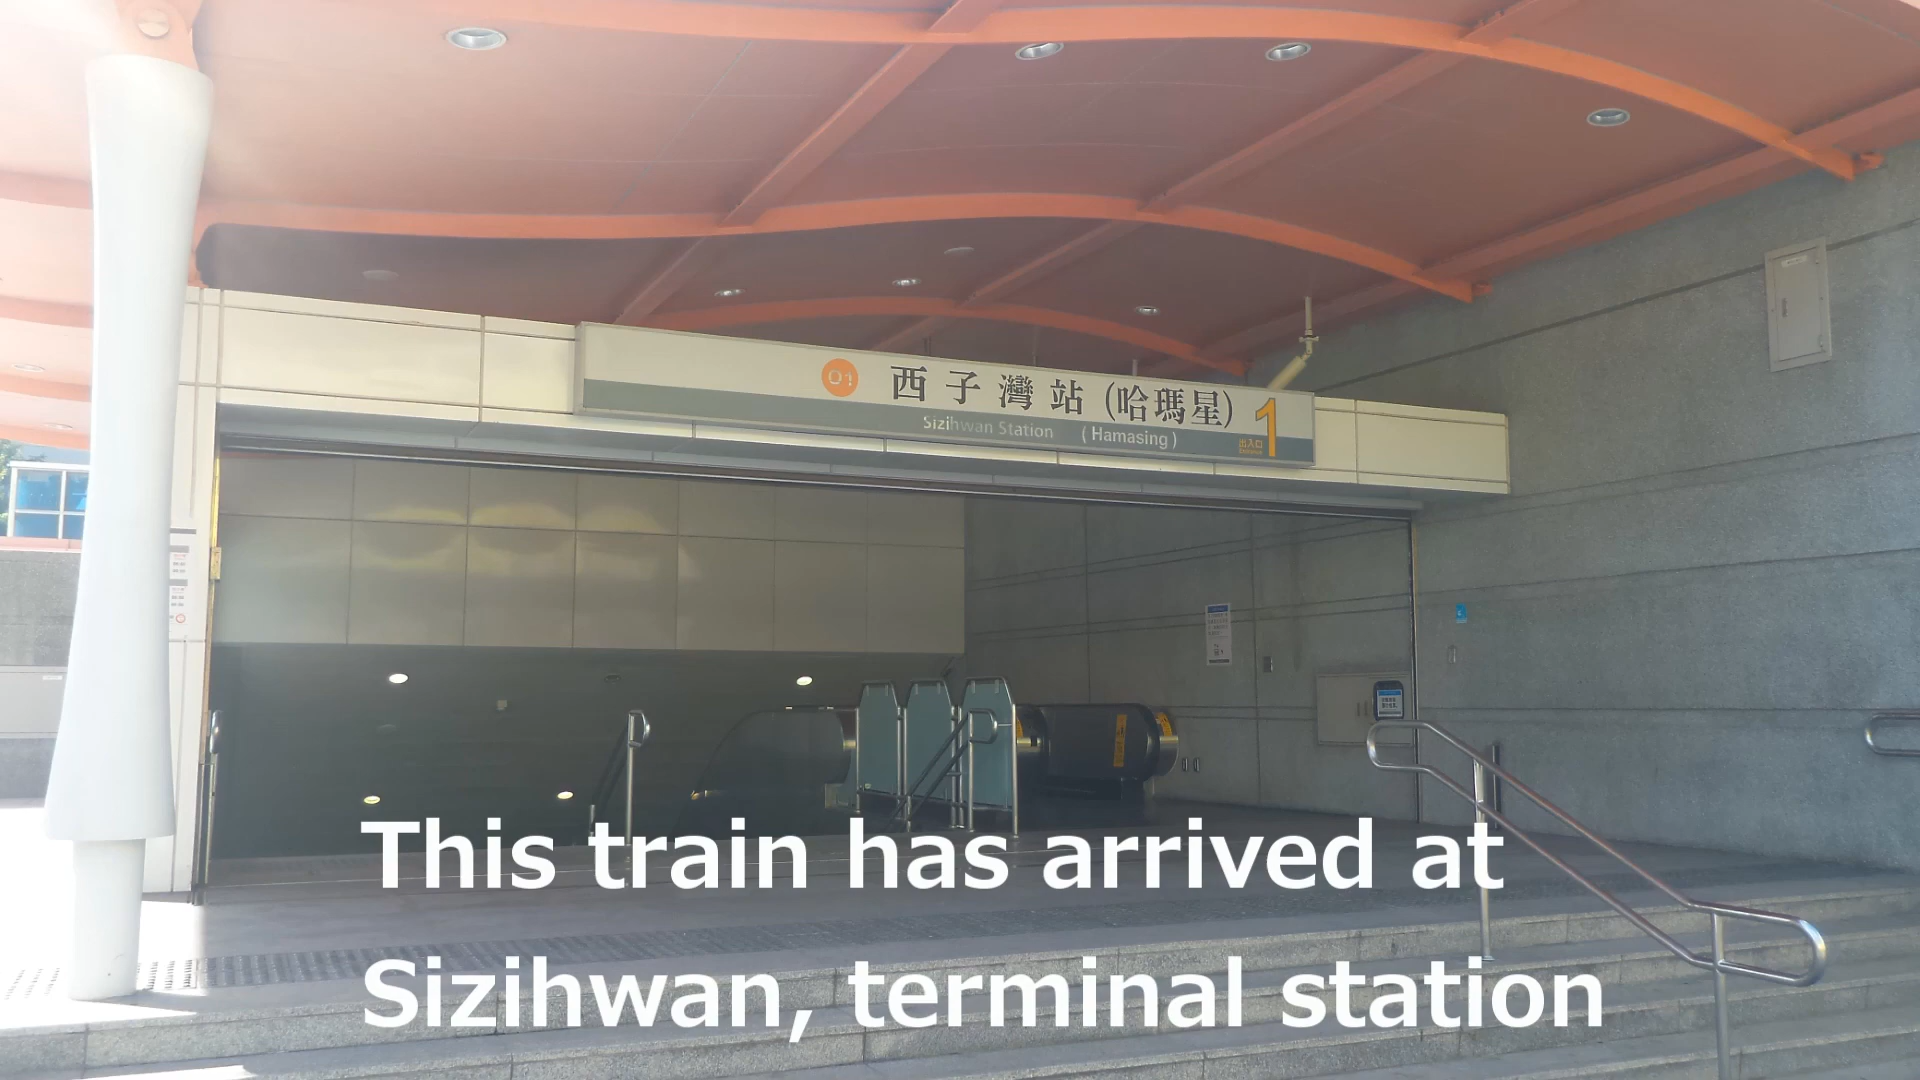 O1 西子灣站(哈瑪星)
Sizihwan Station (Hamasing)
1
出入口
This train has arrived at
Sizihwan, terminal station